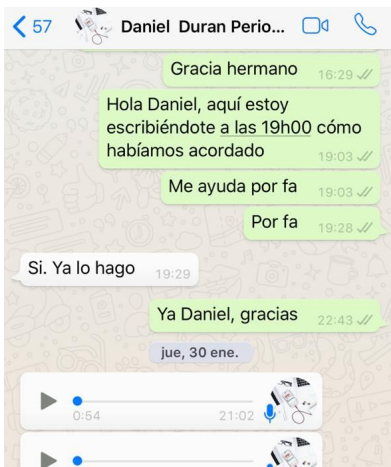 57
Daniel Duran Perio...
Gracia hermano 16:29
Hola Daniel, aquí estoy
escribiéndote a las 19h00 cómo
habíamos acordado 19:03
Me ayuda por fa 19:03
Por fa 19:28
Si. Ya lo hago 19:29
Ya Daniel, gracias 22:43
jue, 30 ene.
0:54 21:02